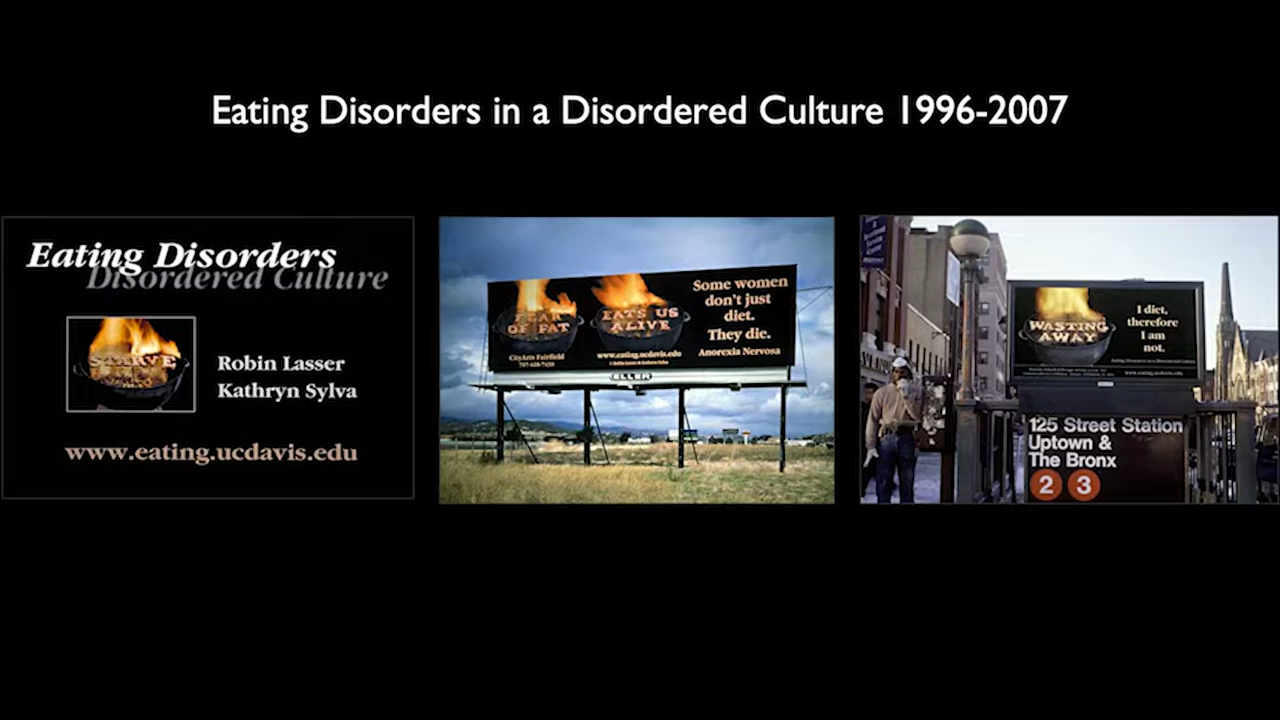 Eating Disorders in a Disordered Culture 1996-2007
Eating Disorders
Disordered Culture
STARVE
Robin Lasser
Kathryn Sylva
www.eating.ucdavis.edu
FEAR
OF FAT
EATS US
ALIVE
Some women
don't just
diet.
They die.
Anorexia Nervosa
CityArts Fairfield
www.eating.ucdavis.edu
ELLER
WASTING
AWAY
I diet,
therefore
I am
not.
www.eating.ucdavis.edu
125 Street Station
Uptown &
The Bronx
2 3